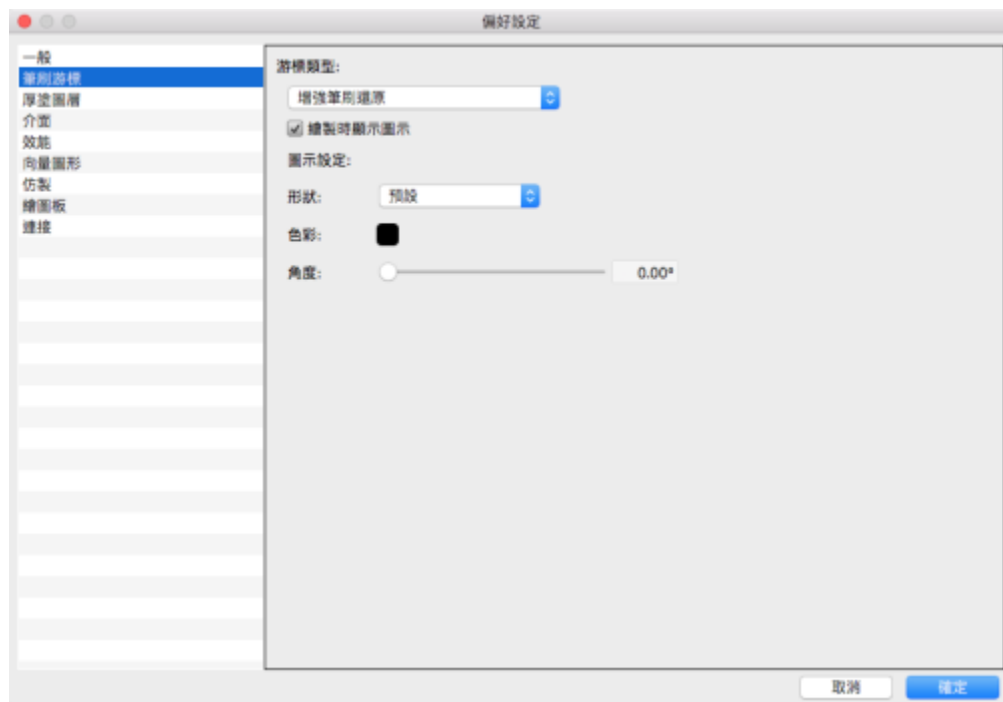 偏好設定
一般
筆刷游標
厚塗圖層
介面
效能
向量圖形
仿製
繪圖板
連接
游標類型:
增強筆刷還原
繪製時顯示圖示
圖示設定:
形狀: 預設
色彩:
角度: 0.00°
取消 確定